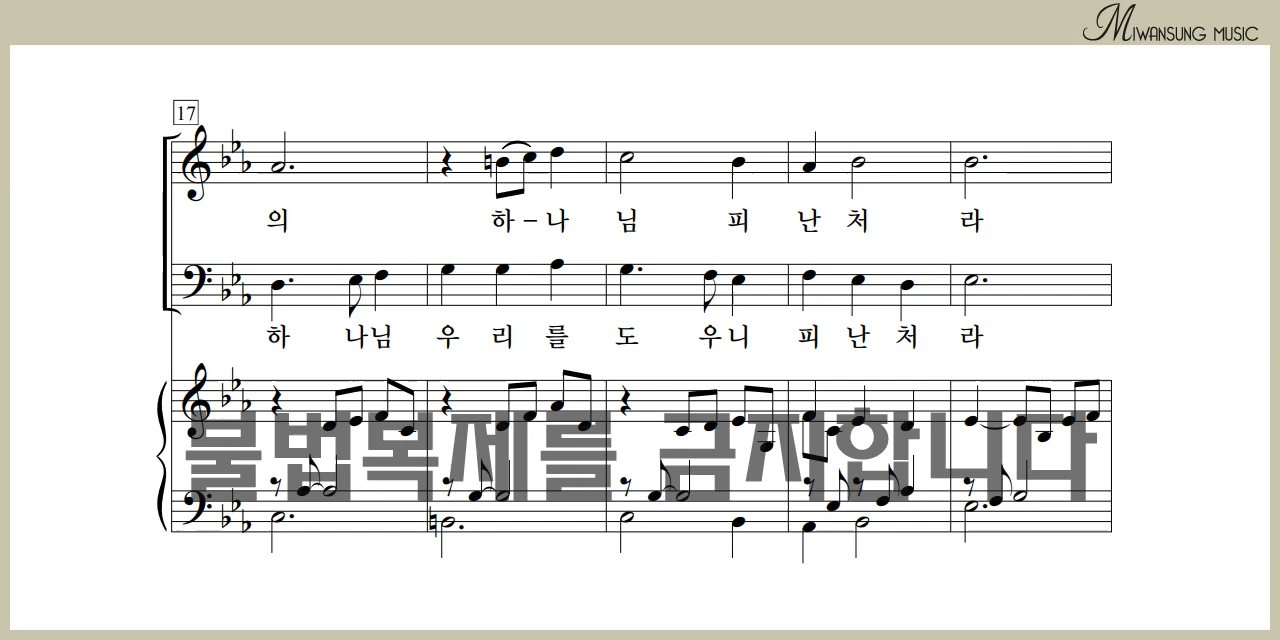 MIWANSUNG MUSIC
17
의 하 - 나 님 피 난 처 라
하 나 님 우 리 를 도 우 니 피 난 처 라
불법복제를 금지합니다